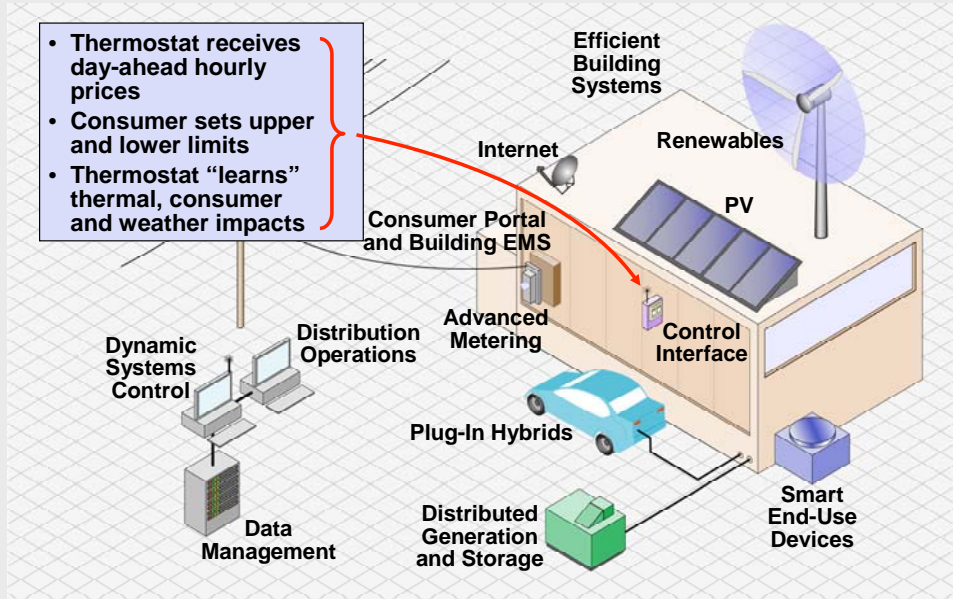 • Thermostat receives
day-ahead hourly
prices
• Consumer sets upper
and lower limits
• Thermostat “learns”
thermal, consumer
and weather impacts
Efficient
Building
Systems
Internet
Renewables
PV
Consumer Portal
and Building EMS
Advanced
Metering
Control
Interface
Dynamic
Systems
Control
Distribution
Operations
Plug-In Hybrids
Data
Management
Distributed
Generation
and Storage
Smart
End-Use
Devices